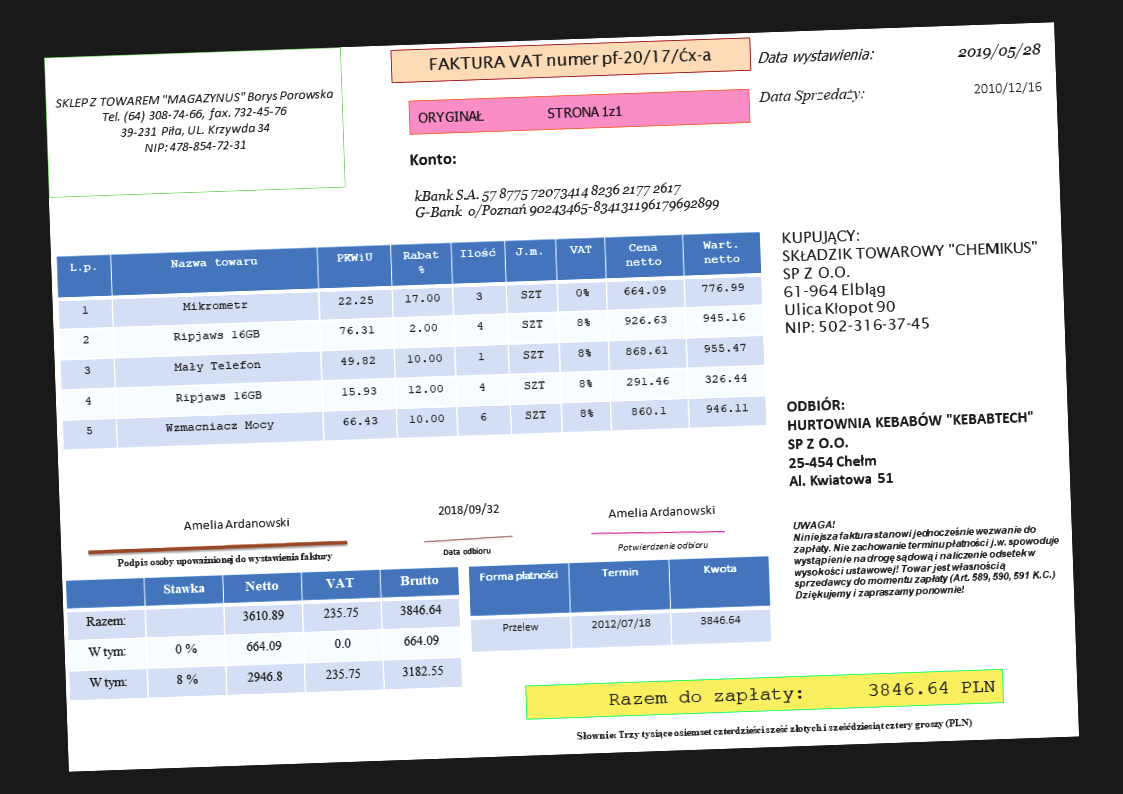 SKLEP Z TOWAREM "MAGAZYNUS" Borys Porowska
Tel. (64) 308-74-66, fax. 732-45-76
39-231 Piła, UL. Krzywda 34
NIP: 478-854-72-31
FAKTURA VAT numer pf-20/17/Ćx-a
ORYGINAŁ STRONA 1z1
Data wystawienia: 2019/05/28
Data Sprzedaży: 2010/12/16
Konto:
kBank S.A. 57 8775 72073414 8236 2177 2617
G-Bank o/Poznań 90243465-834131196179692899
L.p. Nazwa towaru PKWiU Rabat % Ilość J.m. VAT Cena netto Wart. netto
1 Mikrometr 22.25 17.00 3 SZT 0% 664.09 776.99
2 Ripjaws 16GB 76.31 2.00 4 SZT 8% 926.63 945.16
3 Mały Telefon 49.82 10.00 1 SZT 8% 868.61 955.47
4 Ripjaws 16GB 15.93 12.00 4 SZT 8% 291.46 326.44
5 Wzmacniacz Mocy 66.43 10.00 6 SZT 8% 860.1 946.11
KUPUJĄCY:
SKŁADZIK TOWAROWY "CHEMIKUS"
SP Z O.O.
61-964 Elbląg
Ulica Kłopot 90
NIP: 502-316-37-45
ODBIÓR:
HURTOWNIA KEBABÓW "KEBABTECH"
SP Z O.O.
25-454 Chełm
Al. Kwiatowa 51
Amelia Ardanowski
Podpis osoby upoważnionej do wystawienia faktury
2018/09/32
Data odbioru
Amelia Ardanowski
Potwierdzenie odbioru
UWAGA!
Niniejsza faktura stanowi jednocześnie wezwanie do
zapłaty. Nie zachowanie terminu płatności j.w. spowoduje
wystąpienie na drogę sądową i naliczenie odsetek w
wysokości ustawowej! Towar jest własnością
sprzedawcy do momentu zapłaty (Art. 589, 590, 591 K.C.)
Dziękujemy i zapraszamy ponownie!
Stawka Netto VAT Brutto
Razem: 3610.89 235.75 3846.64
W tym: 0 % 664.09 0.0 664.09
W tym: 8 % 2946.8 235.75 3182.55
Forma płatności Termin Kwota
Przelew 2012/07/18 3846.64
Razem do zapłaty: 3846.64 PLN
Słownie: Trzy tysiące osiemset czterdzieści sześć złotych i sześćdziesiąt cztery groszy (PLN)